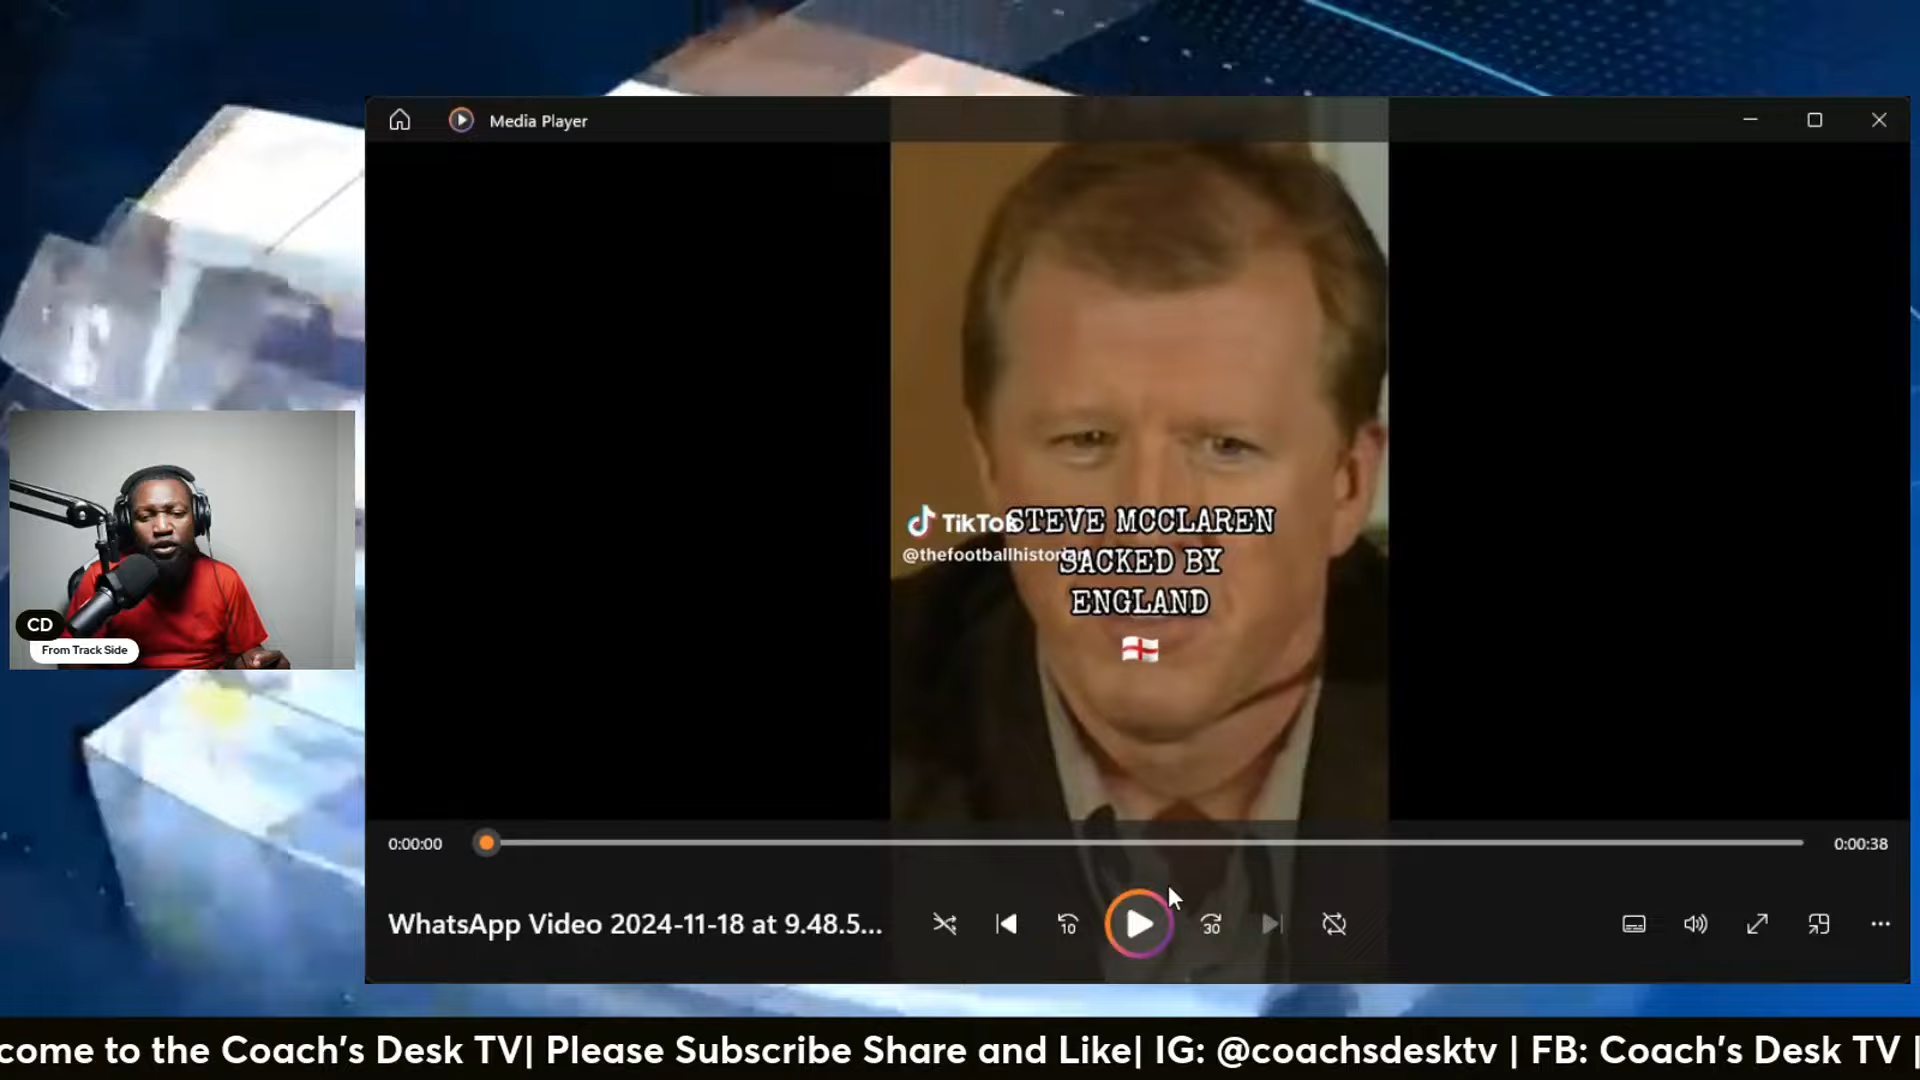 Media Player
TikTok
@thefootballhistorian
STEVE MCCLAREN
SACKED BY
ENGLAND
CD
From Track Side
0:00:00
0:00:38
WhatsApp Video 2024-11-18 at 9.48.5...
10
30
come to the Coach's Desk TV| Please Subscribe Share and Like| IG: @coachsdesktv | FB: Coach's Desk TV |